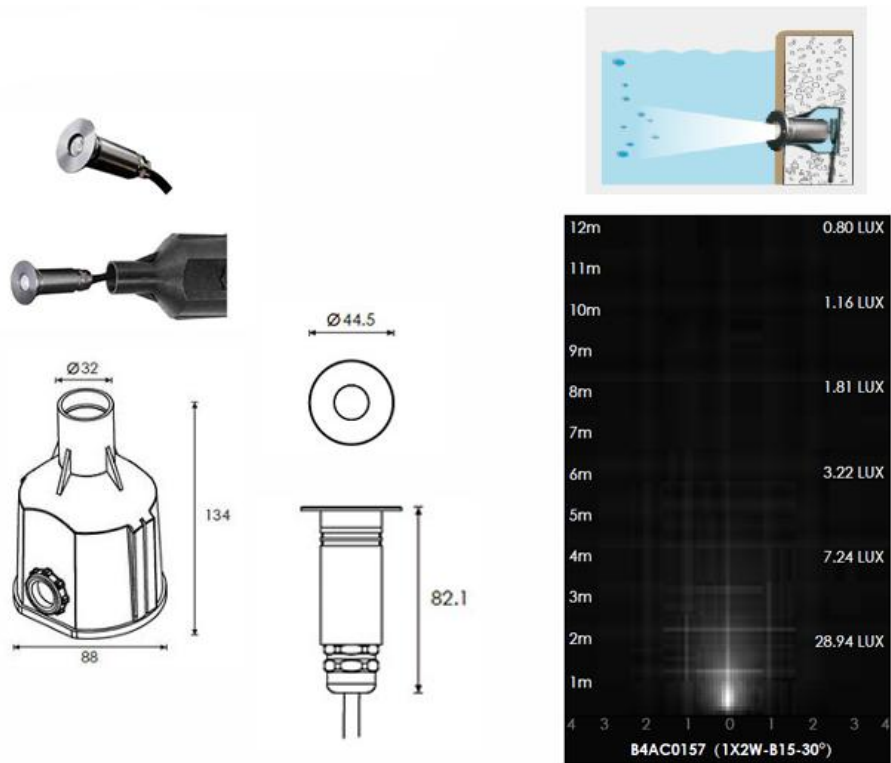 Ø44.5
Ø32
134
88
82.1
12m 0.80 LUX
11m
10m 1.16 LUX
9m
8m 1.81 LUX
7m
6m 3.22 LUX
5m
4m 7.24 LUX
3m
2m 28.94 LUX
1m
4 3 2 1 0 1 2 3 4
B4AC0157 (1X2W-B15-30°)